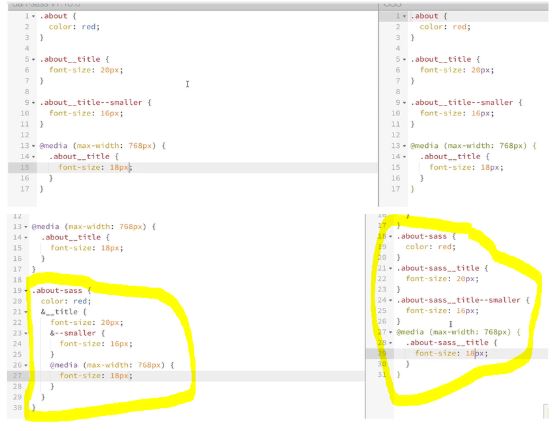 1 .about {
2 color: red;
3 }
4
5 .about__title {
6 font-size: 20px;
7 }
8
9 .about__title--smaller {
10 font-size: 16px;
11 }
12
13 @media (max-width: 768px) {
14 .about__title {
15 font-size: 18px;
16 }
17 }
1 .about {
2 color: red;
3 }
4
5 .about__title {
6 font-size: 20px;
7 }
8
9 .about__title--smaller {
10 font-size: 16px;
11 }
12
13 @media (max-width: 768px) {
14 .about__title {
15 font-size: 18px;
16 }
17 }
12
13 @media (max-width: 768px) {
14 .about__title {
15 font-size: 18px;
16 }
17 }
18
19 .about-sass {
20 color: red;
21 &__title {
22 font-size: 20px;
23 &--smaller {
24 font-size: 16px;
25 }
26 @media (max-width: 768px) {
27 font-size: 18px;
28 }
29 }
30 }
16
17 }
18 .about-sass {
19 color: red;
20 }
21 .about-sass__title {
22 font-size: 20px;
23 }
24 .about-sass__title--smaller {
25 font-size: 16px;
26 }
27 @media (max-width: 768px) {
28 .about-sass__title {
29 font-size: 18px;
30 }
31 }